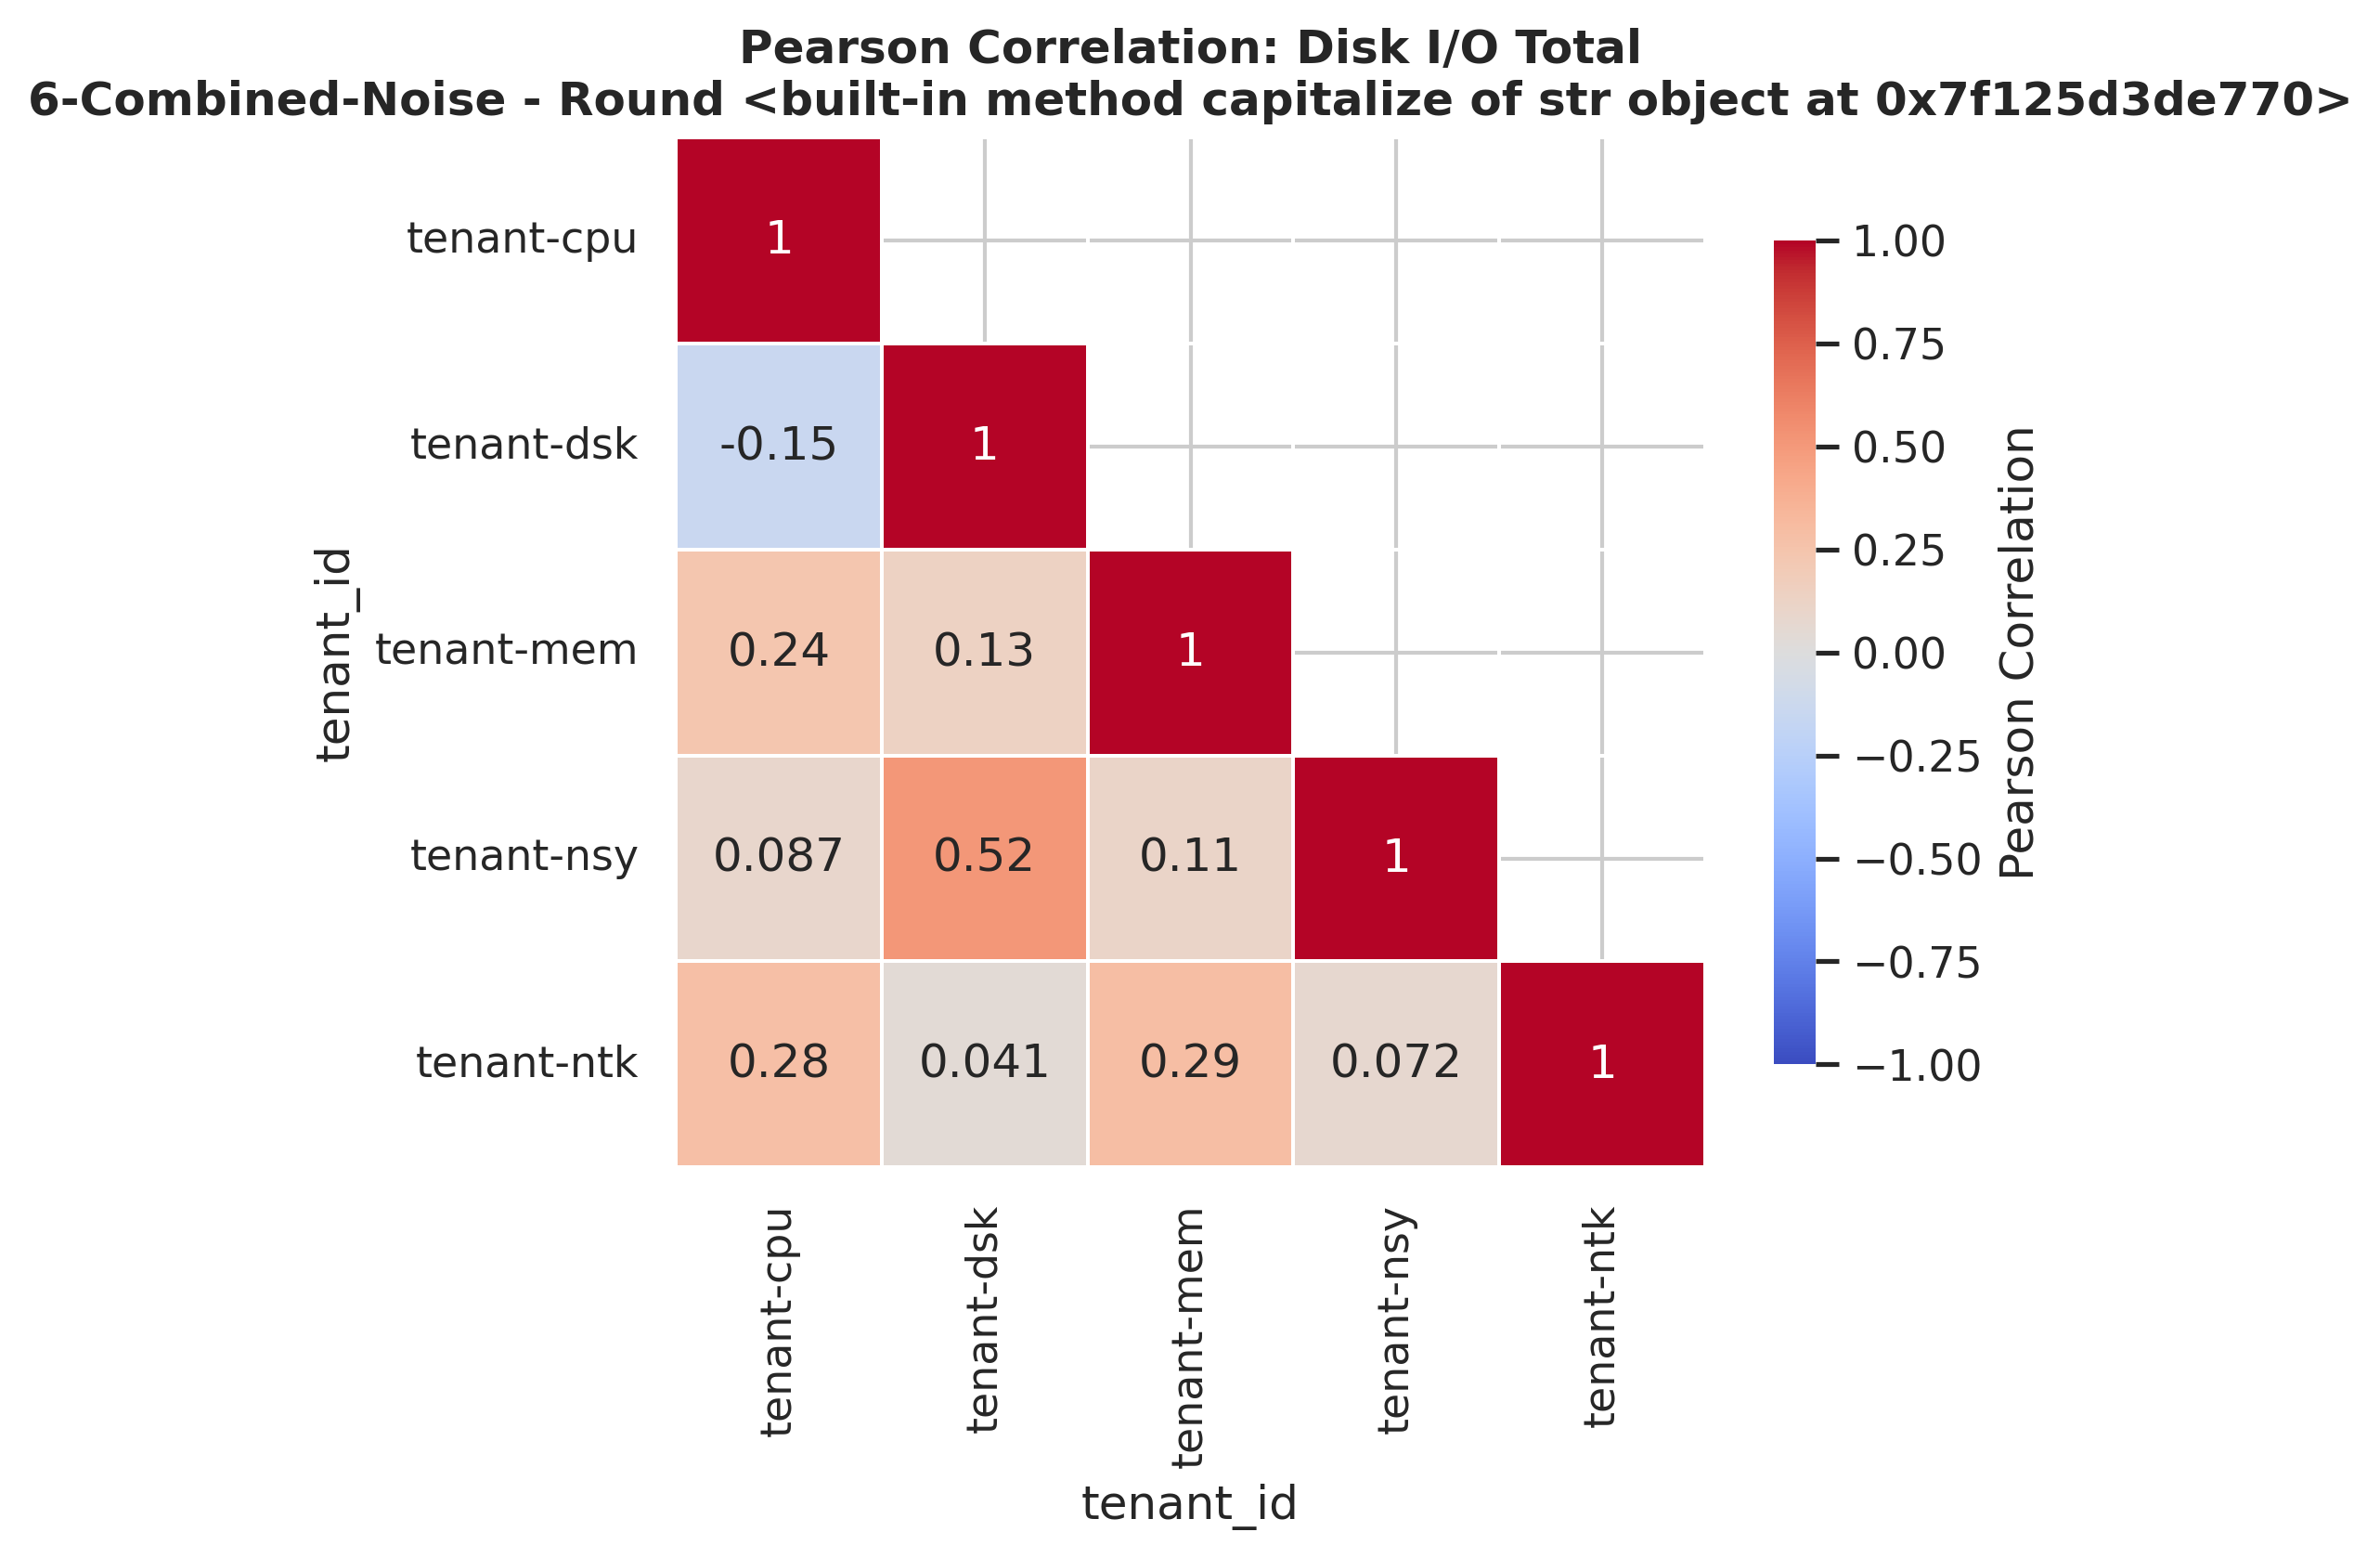 Pearson Correlation: Disk I/O Total
6-Combined-Noise - Round <built-in method capitalize of str object at 0x7f125d3de770>
tenant_id
tenant-cpu
1
tenant-dsk
-0.15 1
tenant-mem
0.24 0.13 1
tenant-nsy
0.087 0.52 0.11 1
tenant-ntk
0.28 0.041 0.29 0.072 1
tenant-cpu
tenant-dsk
tenant-mem
tenant-nsy
tenant-ntk
tenant_id
1.00
0.75
0.50
0.25
0.00
−0.25
−0.50
−0.75
−1.00
Pearson Correlation